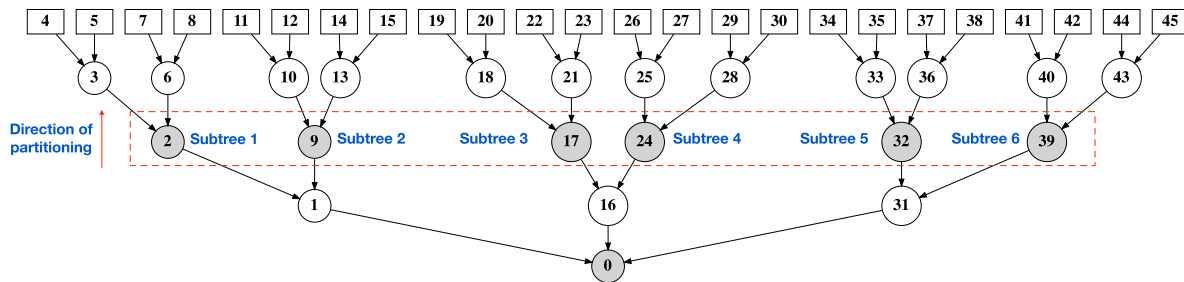 4 5 7 8 11 12 14 15 19 20 22 23 26 27 29 30 34 35 37 38 41 42 44 45
3 6 10 13 18 21 25 28 33 36 40 43
Direction of
partitioning
2 Subtree 1 9 Subtree 2 Subtree 3 17 24 Subtree 4 Subtree 5 32 Subtree 6 39
1 16 31
0